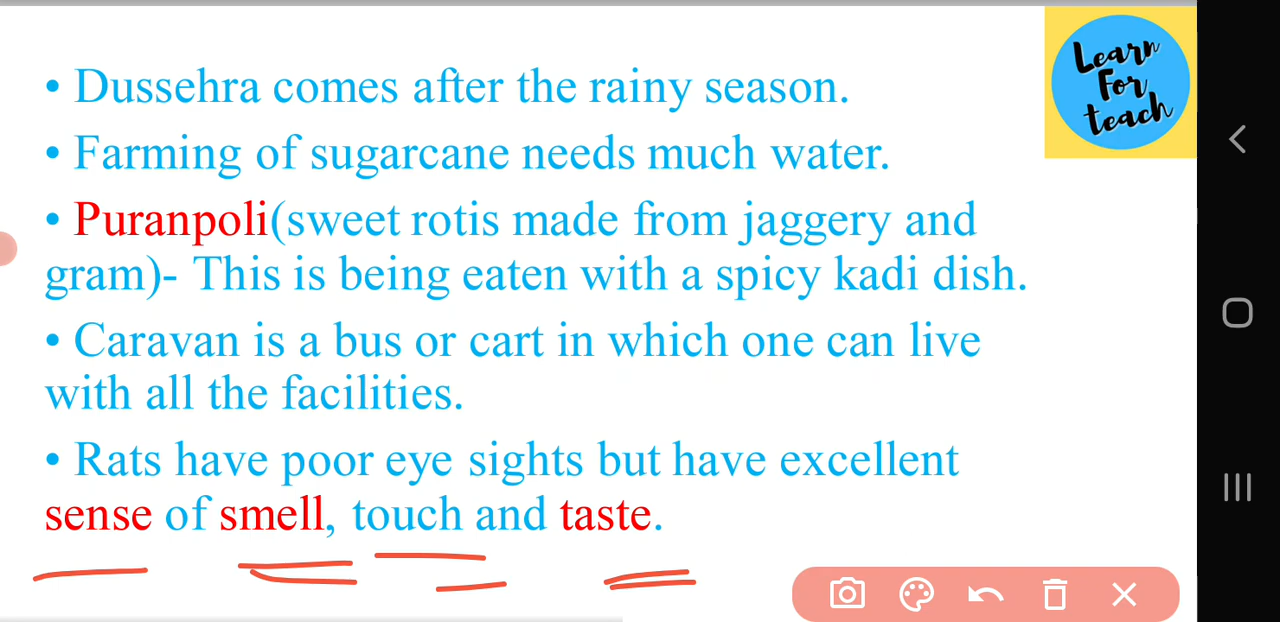 • Dussehra comes after the rainy season.
• Farming of sugarcane needs much water.
• Puranpoli(sweet rotis made from jaggery and
gram)- This is being eaten with a spicy kadi dish.
• Caravan is a bus or cart in which one can live
with all the facilities.
• Rats have poor eye sights but have excellent
sense of smell, touch and taste.
Learn
For
teach